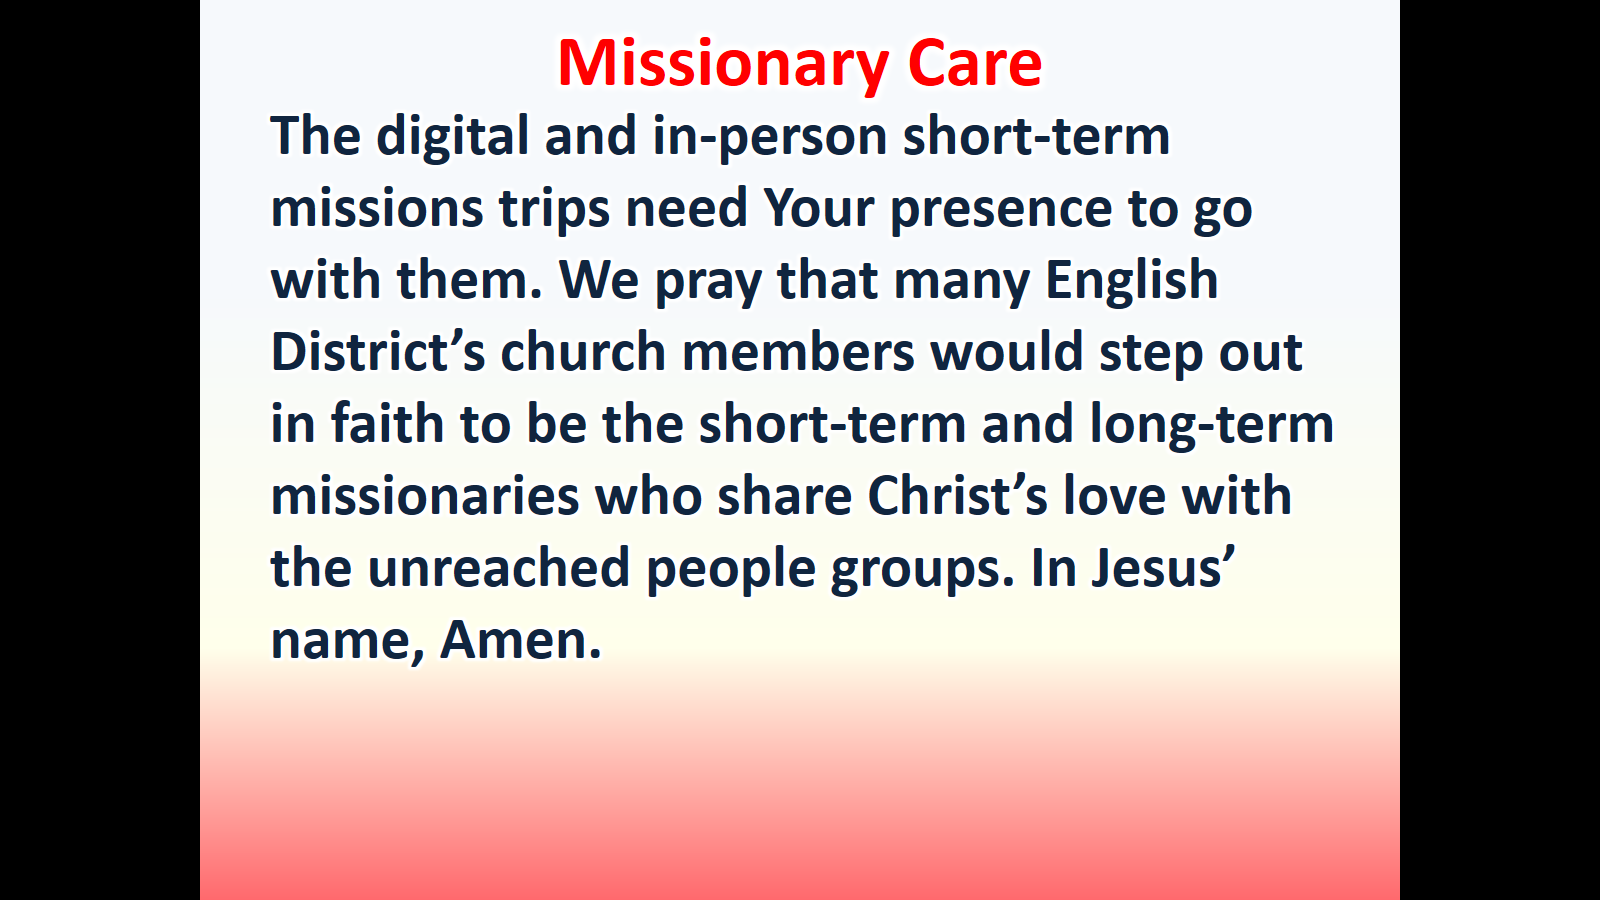 Missionary Care
The digital and in-person short-term
missions trips need Your presence to go
with them. We pray that many English
District’s church members would step out
in faith to be the short-term and long-term
missionaries who share Christ’s love with
the unreached people groups. In Jesus’
name, Amen.